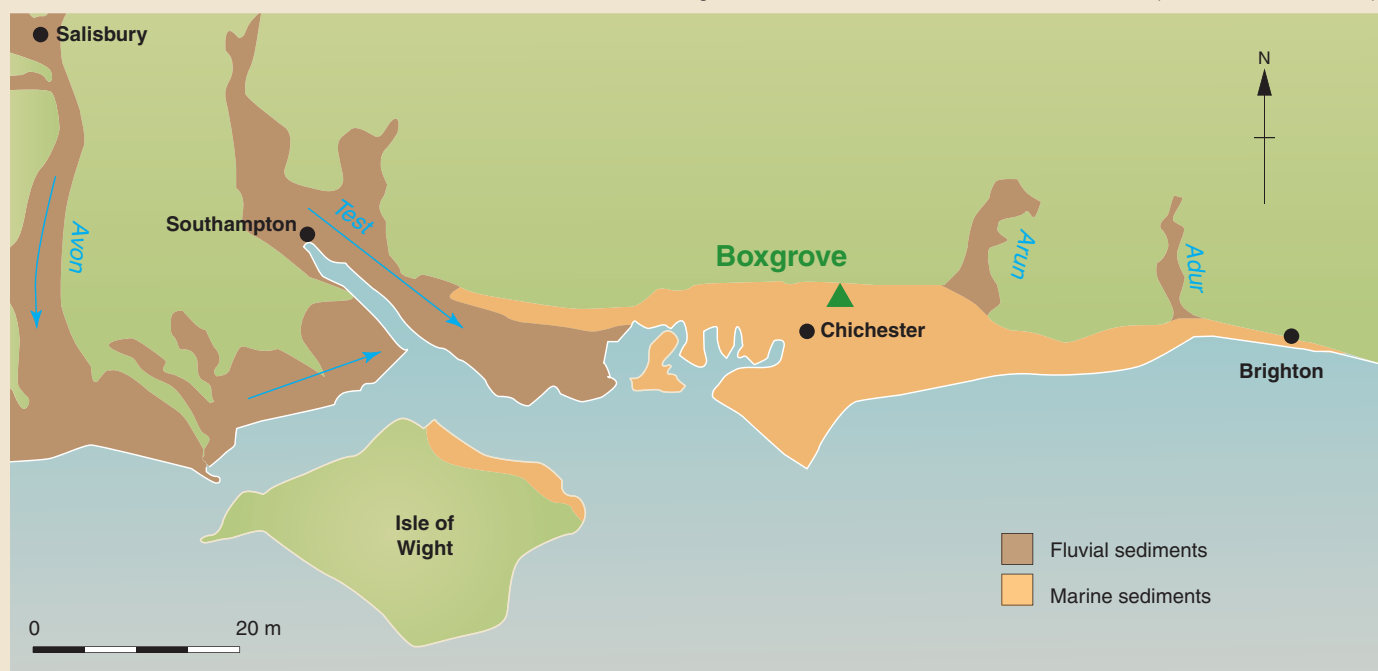 Salisbury
N
Avon
Southampton
Test
Boxgrove
Arun
Adur
Chichester
Brighton
Isle of
Wight
Fluvial sediments
Marine sediments
0 20 m